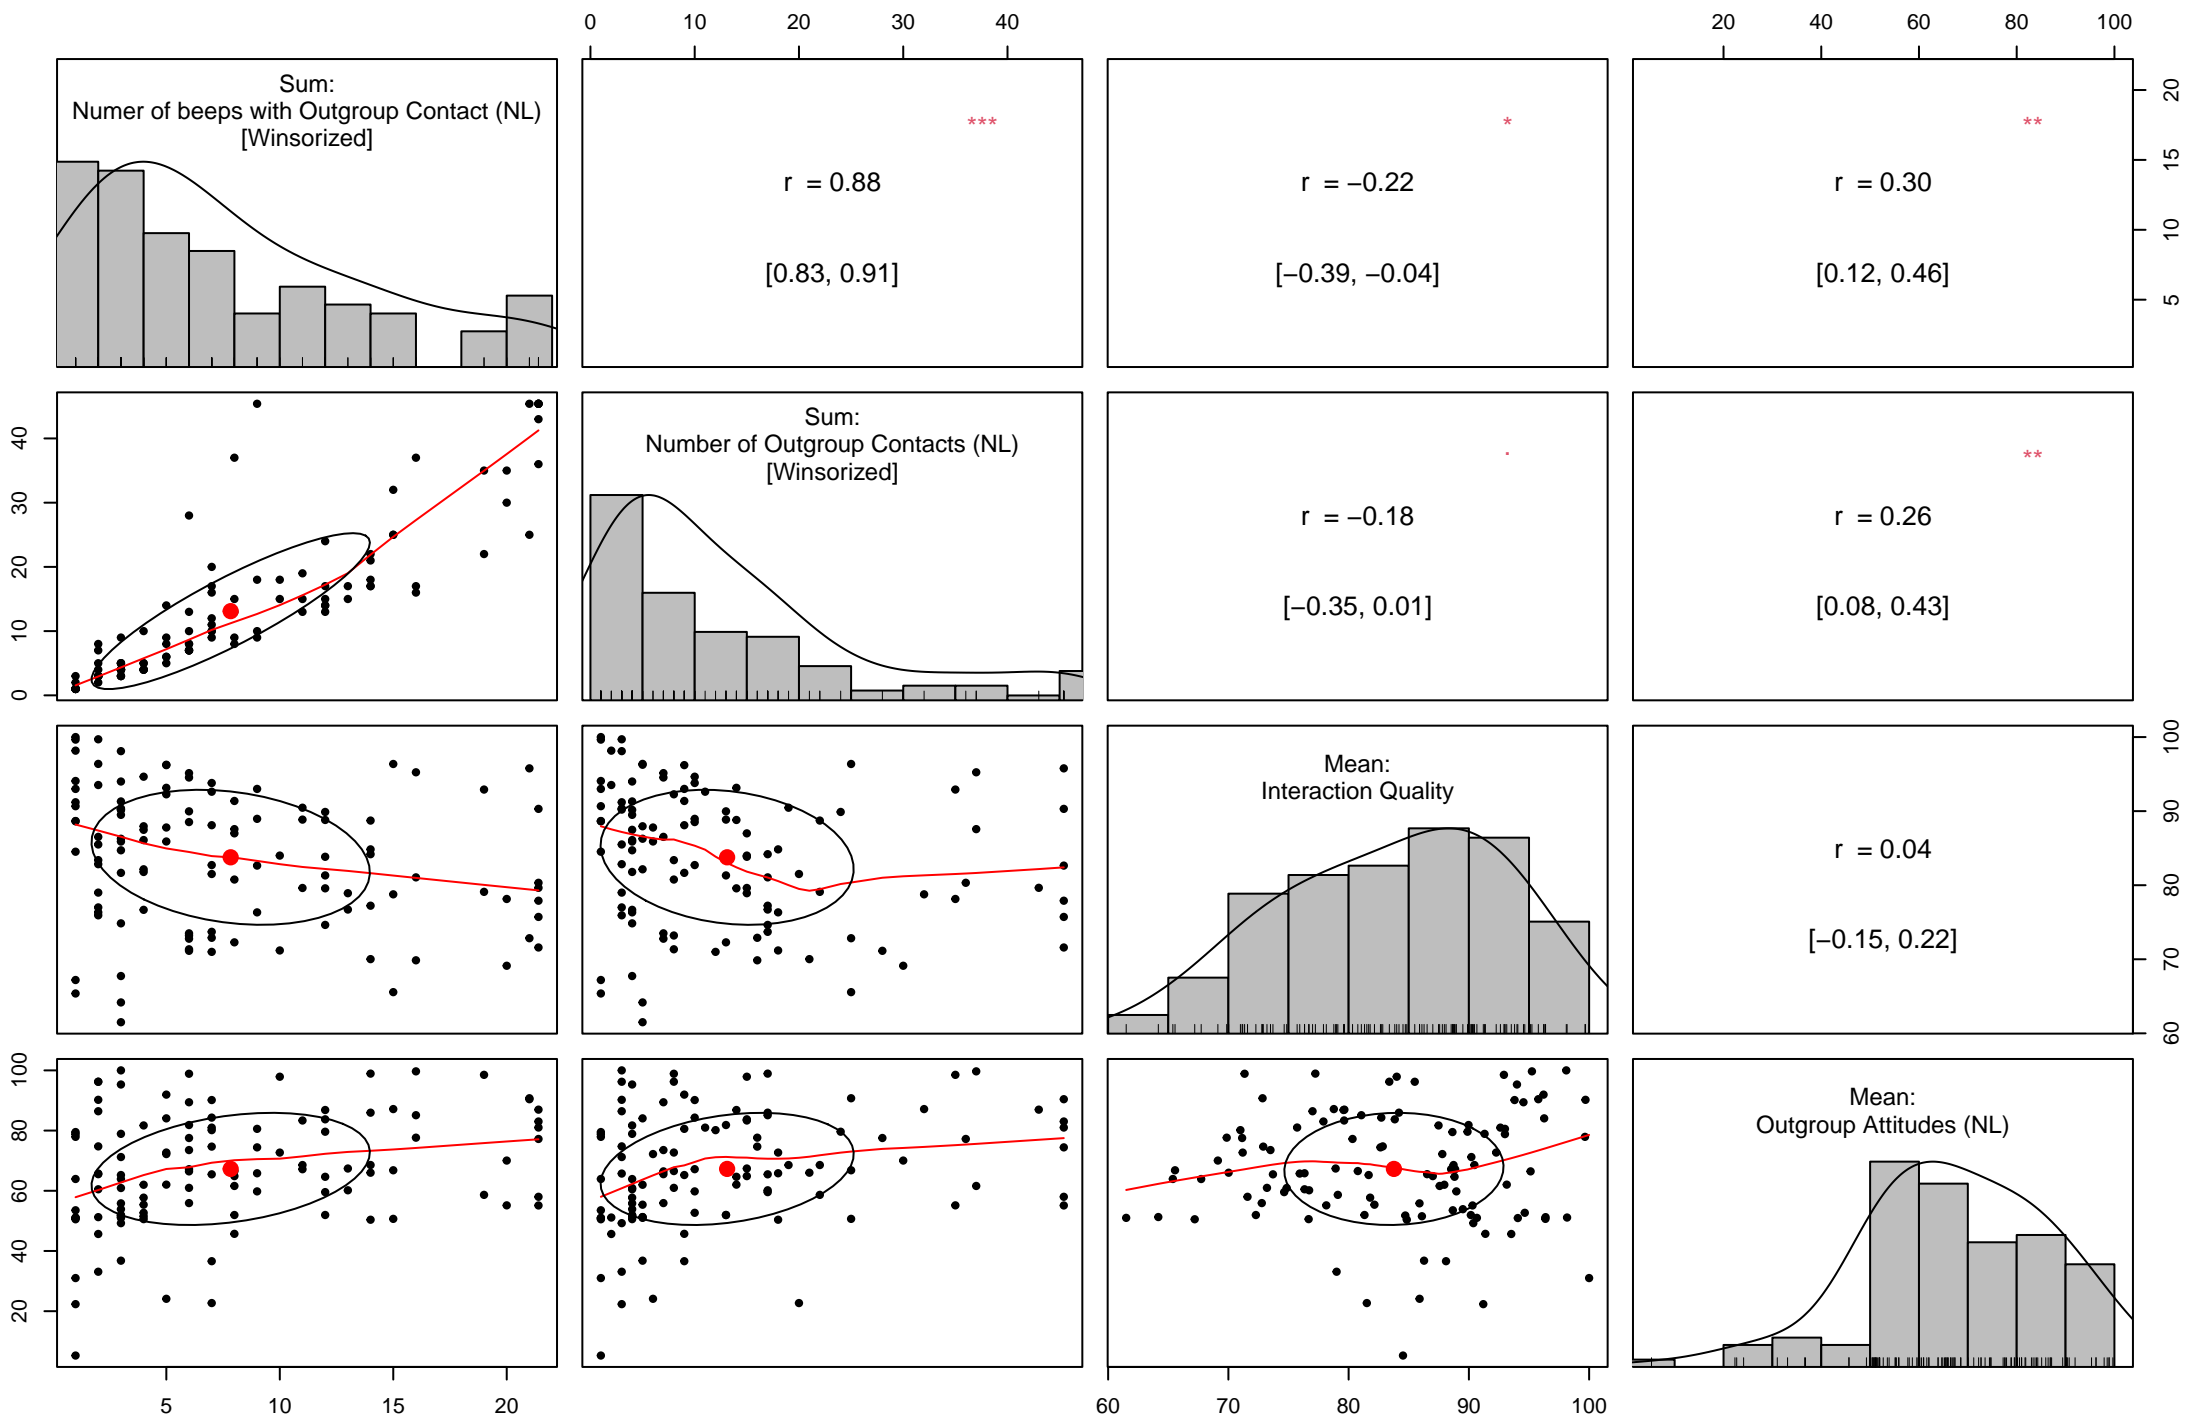 0 10 20 30 40
20 40 60 80 100
Sum:
Numer of beeps with Outgroup Contact (NL)
[Winsorized]
***
r = 0.88
[0.83, 0.91]
*
r = −0.22
[−0.39, −0.04]
**
r = 0.30
[0.12, 0.46]
5 10 15 20
0 10 20 30 40
Sum:
Number of Outgroup Contacts (NL)
[Winsorized]
.
r = −0.18
[−0.35, 0.01]
**
r = 0.26
[0.08, 0.43]
Mean:
Interaction Quality
r = 0.04
[−0.15, 0.22]
60 70 80 90 100
20 40 60 80 100
Mean:
Outgroup Attitudes (NL)
5 10 15 20
60 70 80 90 100